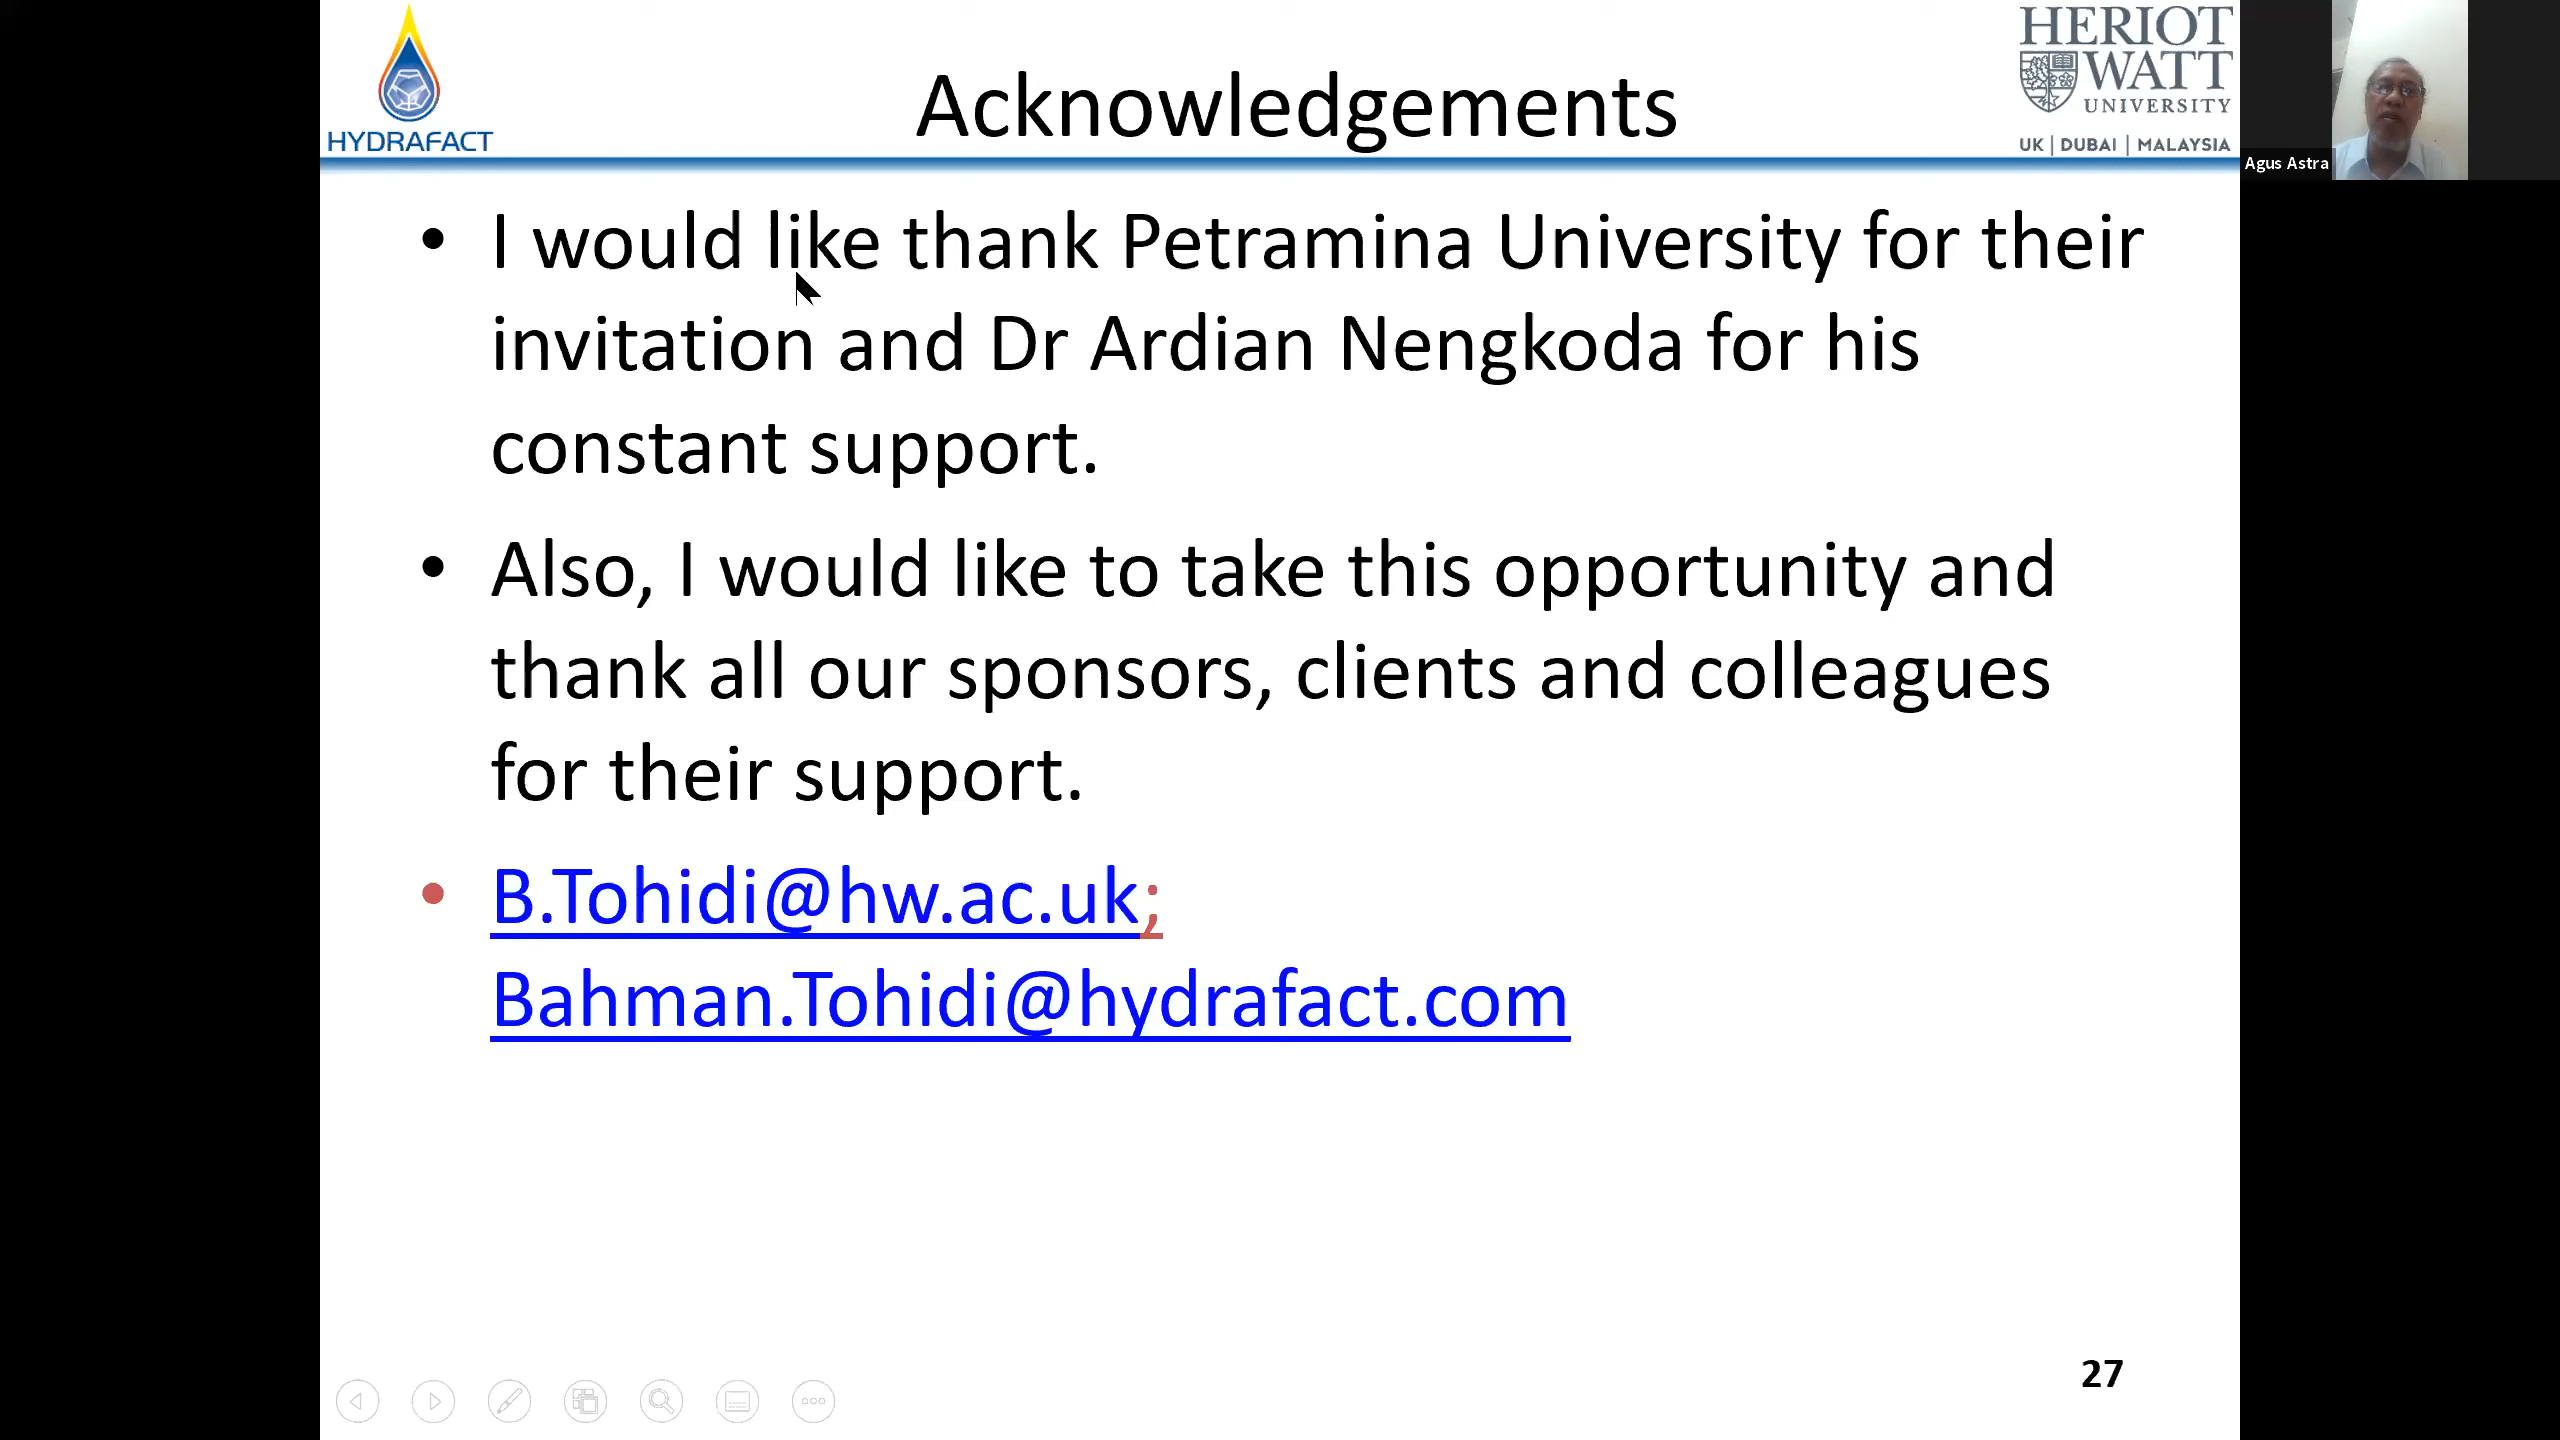 HYDRAFACT
Acknowledgements
HERIOT
WATT
UNIVERSITY
UK | DUBAI | MALAYSIA
Agus Astra
• I would like thank Petramina University for their
invitation and Dr Ardian Nengkoda for his
constant support.
• Also, I would like to take this opportunity and
thank all our sponsors, clients and colleagues
for their support.
• B.Tohidi@hw.ac.uk;
Bahman.Tohidi@hydrafact.com
27